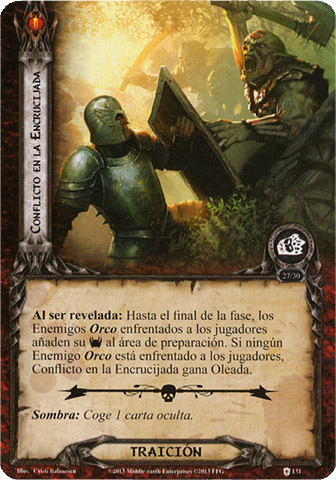 Conflicto en la Encrucijada
27/30
Al ser revelada: Hasta el final de la fase, los
Enemigos Orco enfrentados a los jugadores
añaden su al área de preparación. Si ningún
Enemigo Orco está enfrentado a los jugadores,
Conflicto en la Encrucijada gana Oleada.
Sombra: Coge 1 carta oculta.
TRAICIÓN
Illus. Cristi Balanescu
©2013 Middle-earth Enterprises ©2013 FFG
131